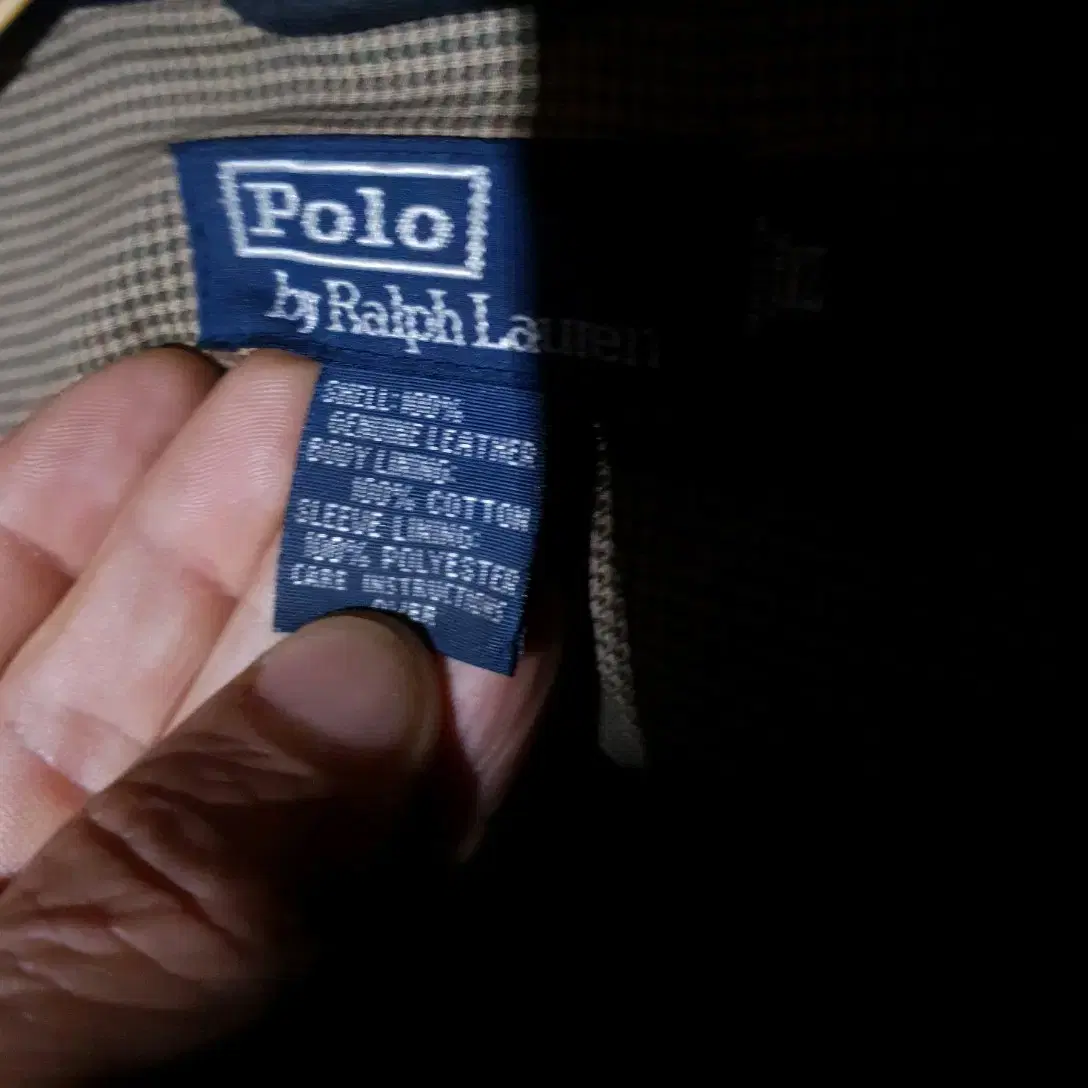 Polo
by Ralph Lauren
SHELL: 100%
GENUINE LEATHER
BODY LINING:
100% COTTON
SLEEVE LINING:
100% POLYESTER
CARE INSTRUCTIONS
OVER